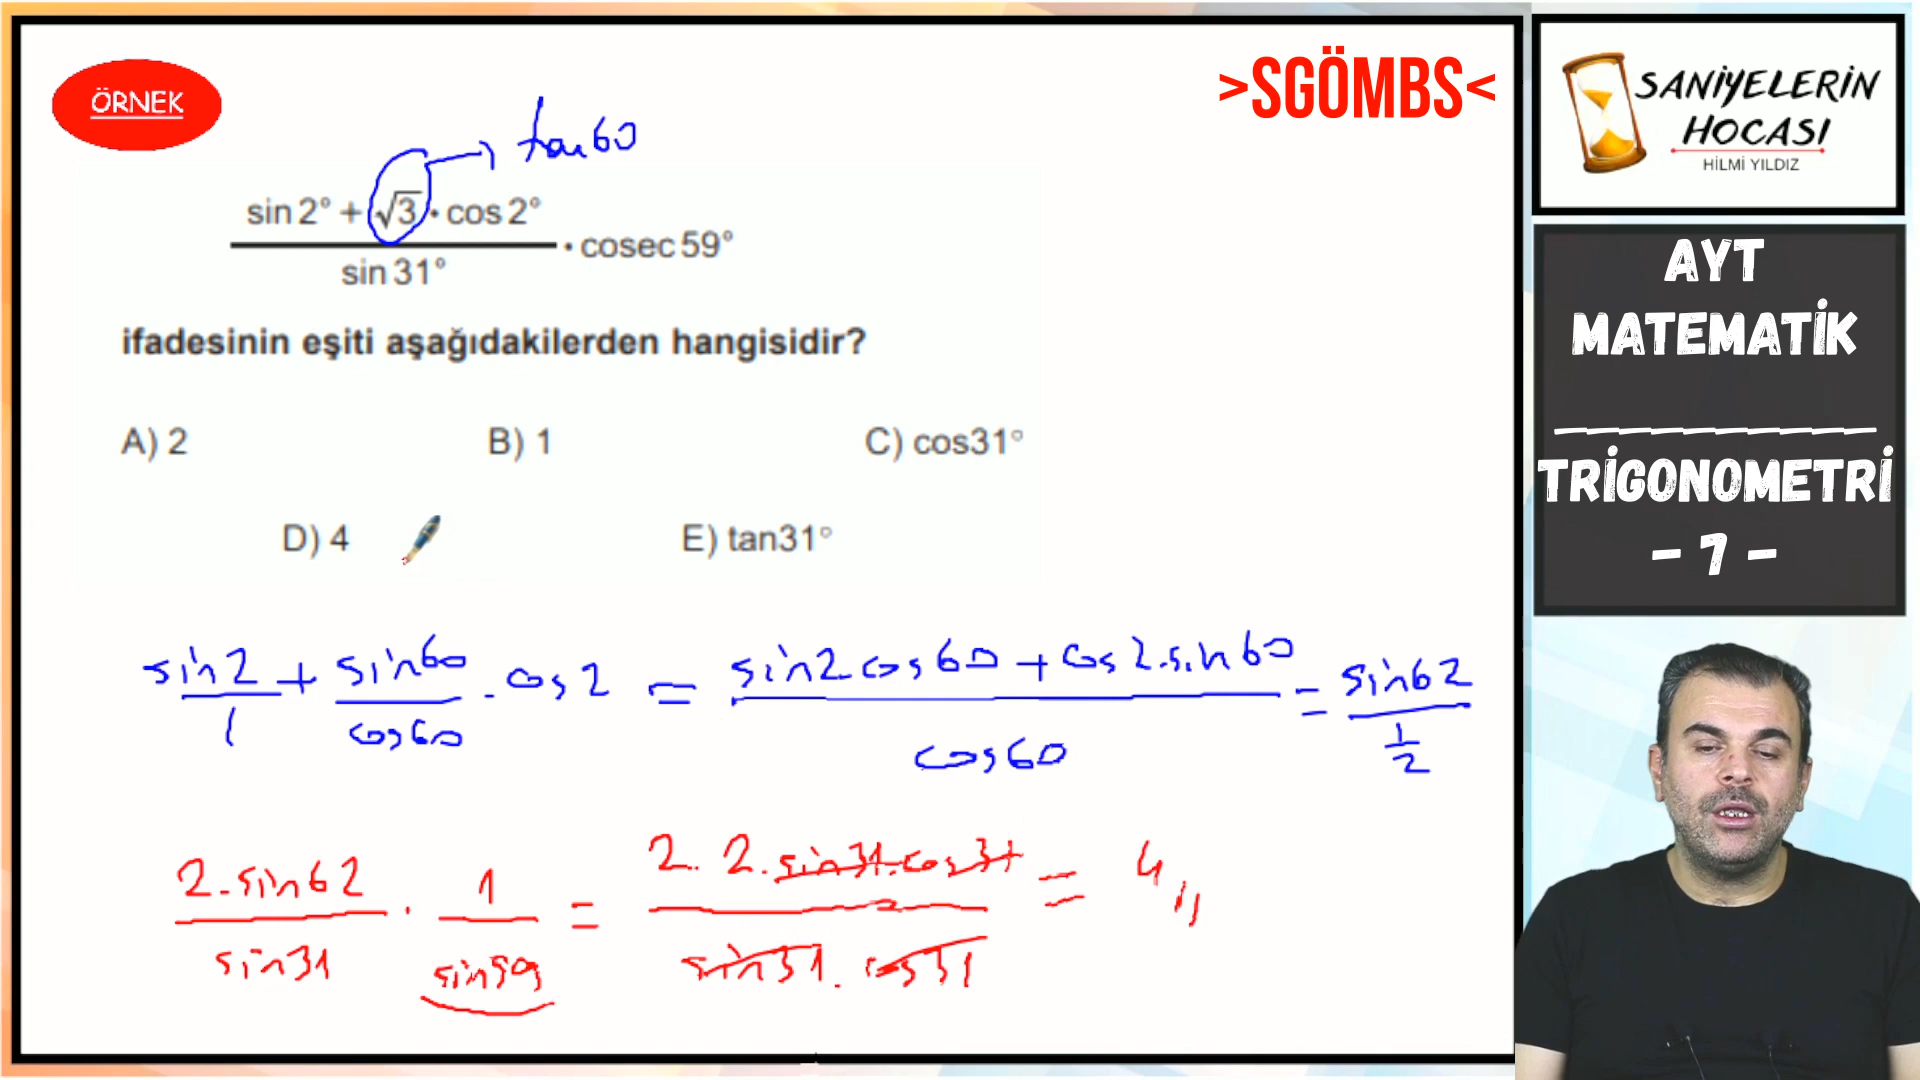 ÖRNEK
>SGÖMBS<
tan60
sin 2° + √3 · cos 2°
sin 31°
· cosec 59°
ifadesinin eşiti aşağıdakilerden hangisidir?
A) 2 B) 1 C) cos31°
D) 4 E) tan31°
sin2/1 + sin60/cos60 . cos2 = (sin2 cos60 + cos2.sin60)/cos60 = sin62/(1/2)
2.sin62/sin31 . 1/sin59 = 2.2.sin31.cos31/sin31.cos31 = 4,,
SANİYELERİN
HOCASI
HİLMİ YILDIZ
AYT
MATEMATİK
__________
TRİGONOMETRİ
- 7 -